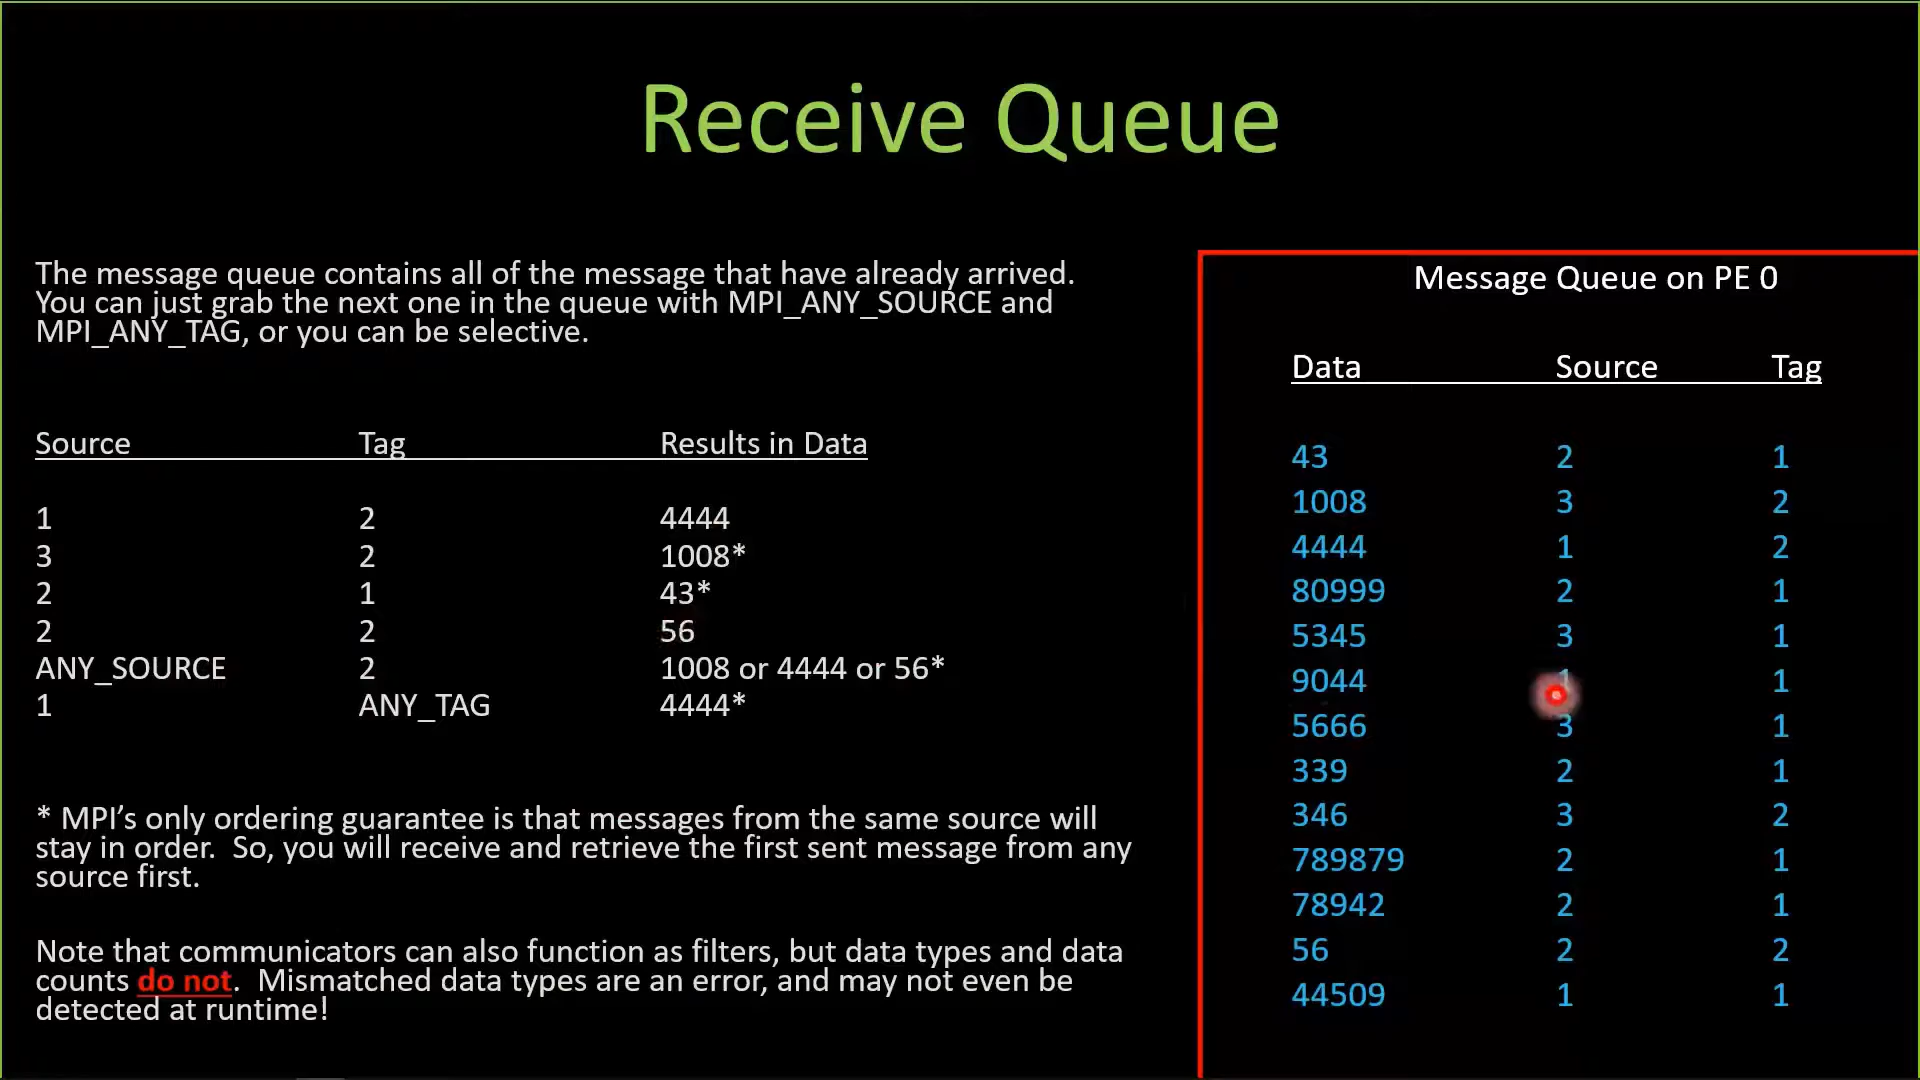 Receive Queue
The message queue contains all of the message that have already arrived.
You can just grab the next one in the queue with MPI_ANY_SOURCE and
MPI_ANY_TAG, or you can be selective.
Source Tag Results in Data
1 2 4444
3 2 1008*
2 1 43*
2 2 56
ANY_SOURCE 2 1008 or 4444 or 56*
1 ANY_TAG 4444*
* MPI’s only ordering guarantee is that messages from the same source will
stay in order.  So, you will receive and retrieve the first sent message from any
source first.
Note that communicators can also function as filters, but data types and data
counts do not.  Mismatched data types are an error, and may not even be
detected at runtime!
Message Queue on PE 0
Data Source Tag
43 2 1
1008 3 2
4444 1 2
80999 2 1
5345 3 1
9044 1 1
5666 3 1
339 2 1
346 3 2
789879 2 1
78942 2 1
56 2 2
44509 1 1